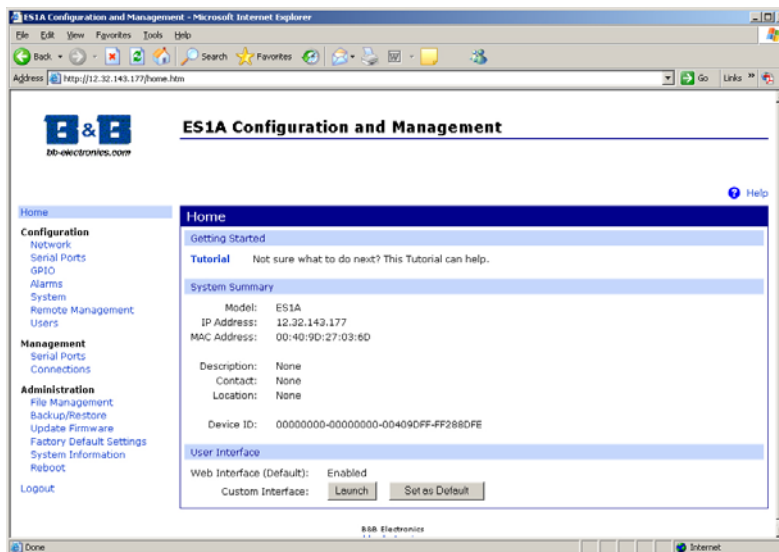 ES1A Configuration and Management - Microsoft Internet Explorer
File Edit View Favorites Tools Help
Back Search Favorites
Address http://12.32.143.177/home.htm Go Links »
B&B
bb-electronics.com
ES1A Configuration and Management
? Help
Home
Configuration
Network
Serial Ports
GPIO
Alarms
System
Remote Management
Users
Management
Serial Ports
Connections
Administration
File Management
Backup/Restore
Update Firmware
Factory Default Settings
System Information
Reboot
Logout
Home
Getting Started
Tutorial Not sure what to do next? This Tutorial can help.
System Summary
Model: ES1A
IP Address: 12.32.143.177
MAC Address: 00:40:9D:27:03:6D
Description: None
Contact: None
Location: None
Device ID: 00000000-00000000-00409DFF-FF288DFE
User Interface
Web Interface (Default): Enabled
Custom Interface: Launch Set as Default
B&B Electronics
Done Internet